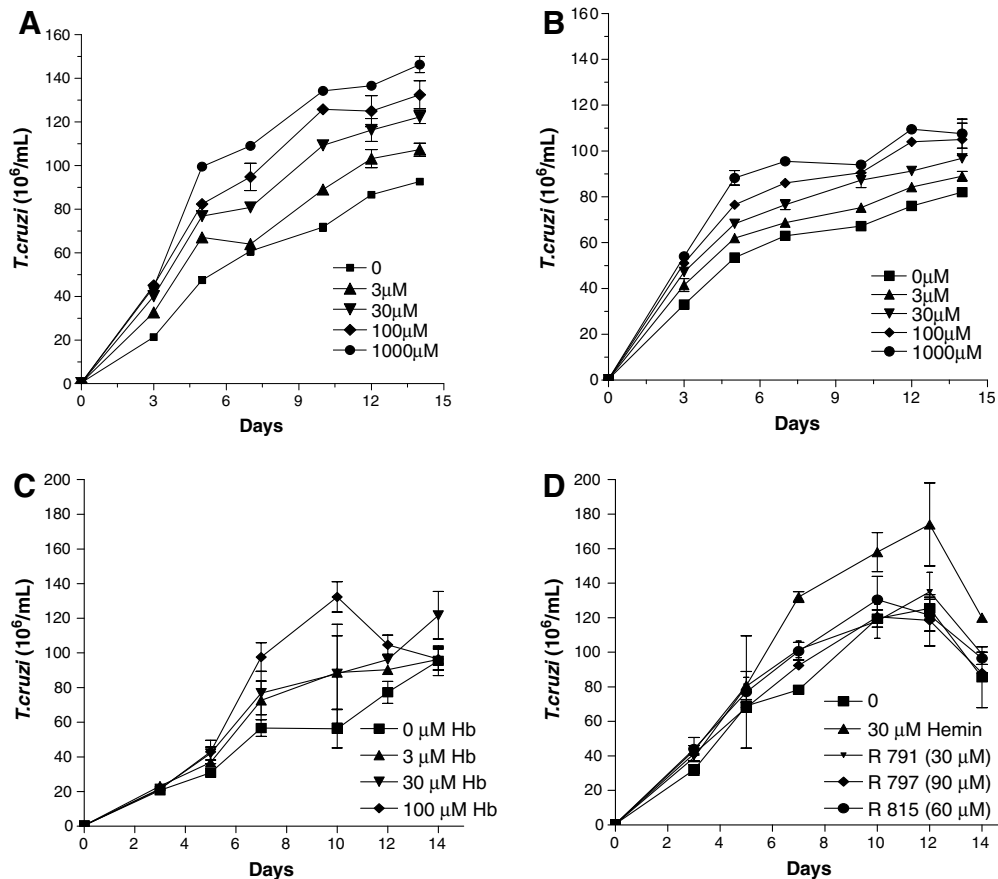 A
T.cruzi (10⁶/mL)
160
140
120
100
80
60
40
20
0
0 3 6 9 12 15
Days
0
3μM
30μM
100μM
1000μM
B
T.cruzi (10⁶/mL)
160
140
120
100
80
60
40
20
0
0 3 6 9 12 15
Days
0μM
3μM
30μM
100μM
1000μM
C
T.cruzi (10⁶/mL)
200
180
160
140
120
100
80
60
40
20
0
0 2 4 6 8 10 12 14
Days
0 μM Hb
3 μM Hb
30 μM Hb
100 μM Hb
D
T.cruzi (10⁶/mL)
200
180
160
140
120
100
80
60
40
20
0
0 2 4 6 8 10 12 14
Days
0
30 μM Hemin
R 791 (30 μM)
R 797 (90 μM)
R 815 (60 μM)